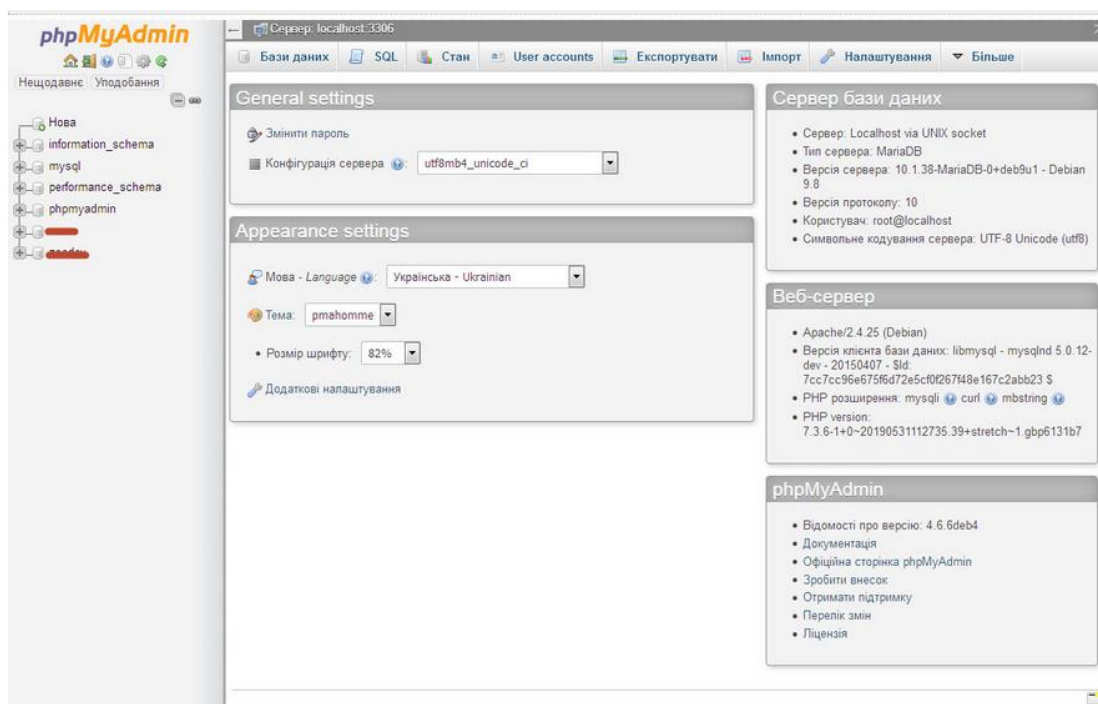 phpMyAdmin
Нещодавнє Уподобання
Нова
information_schema
mysql
performance_schema
phpmyadmin
Сервер: localhost:3306
Бази даних SQL Стан User accounts Експортувати Імпорт Налаштування Більше
General settings
Змінити пароль
Конфігурація сервера : utf8mb4_unicode_ci
Appearance settings
Мова - Language : Українська - Ukrainian
Тема: pmahomme
Розмір шрифту: 82%
Додаткові налаштування
Сервер бази даних
Сервер: Localhost via UNIX socket
Тип сервера: MariaDB
Версія сервера: 10.1.38-MariaDB-0+deb9u1 - Debian
9.8
Версія протоколу: 10
Користувач: root@localhost
Символьне кодування сервера: UTF-8 Unicode (utf8)
Веб-сервер
Apache/2.4.25 (Debian)
Версія клієнта бази даних: libmysql - mysqlnd 5.0.12-
dev - 20150407 - $Id:
7cc7cc96e675f6d72e5cf0f267f48e167c2abb23 $
PHP розширення: mysqli curl mbstring
PHP version:
7.3.6-1+0~20190531112735.39+stretch~1.gbp6131b7
phpMyAdmin
Відомості про версію: 4.6.6deb4
Документація
Офіційна сторінка phpMyAdmin
Зробити внесок
Отримати підтримку
Перелік змін
Ліцензія